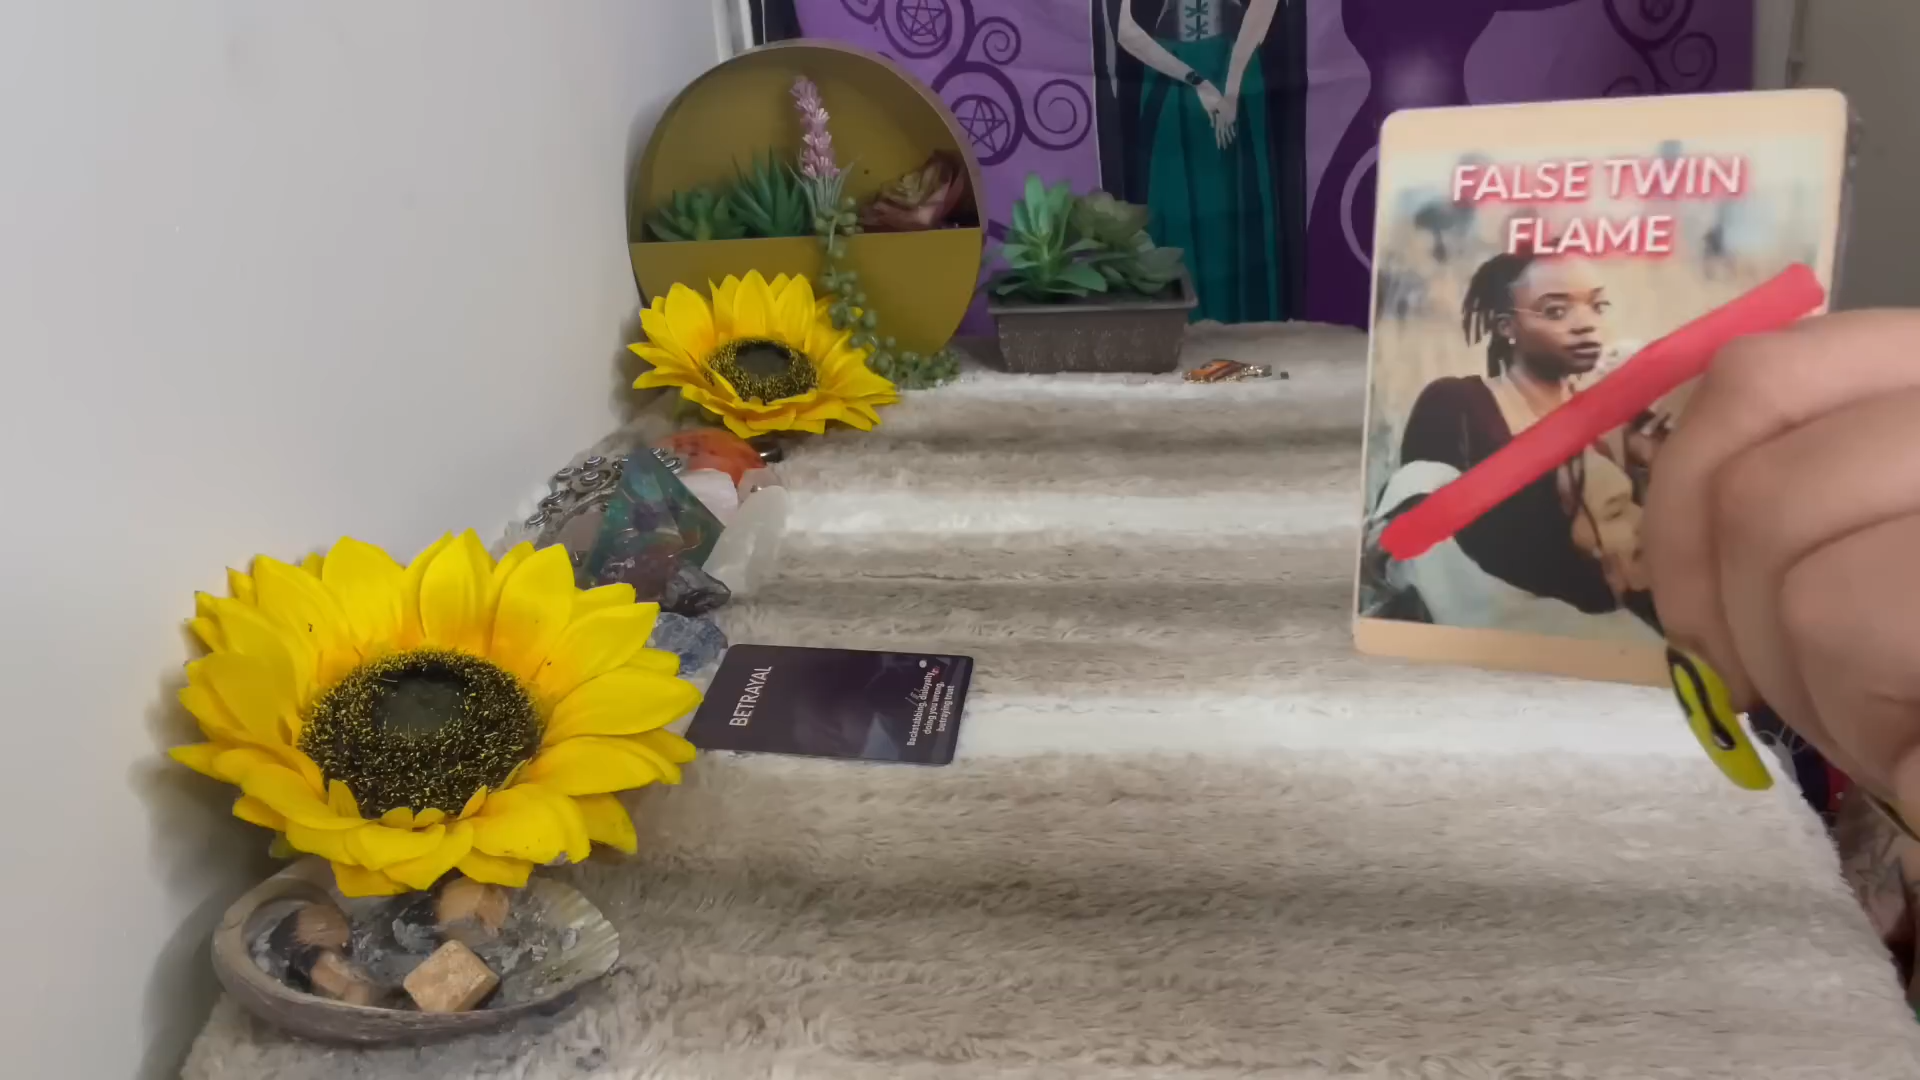 FALSE TWIN
FLAME
BETRAYAL
Backstabbing, disloyalty,
doing you wrong,
betraying trust